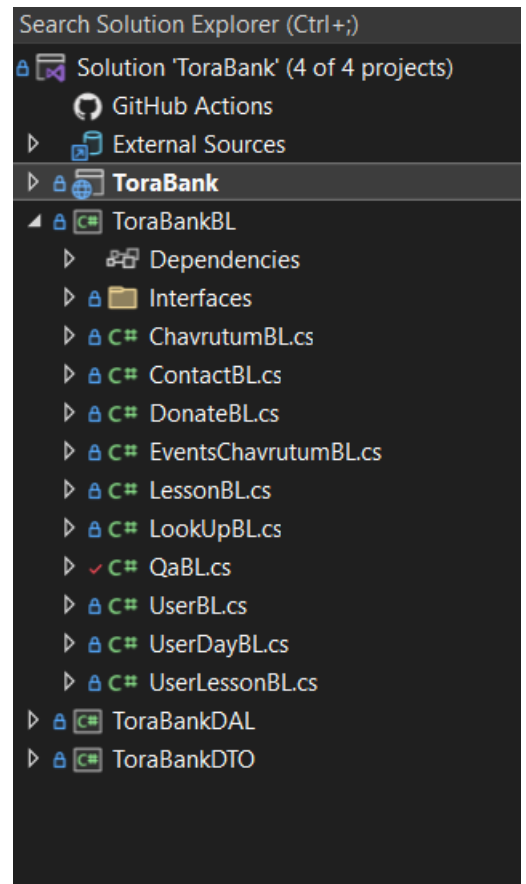 Search Solution Explorer (Ctrl+;)
Solution 'ToraBank' (4 of 4 projects)
GitHub Actions
External Sources
ToraBank
C# ToraBankBL
Dependencies
Interfaces
C# ChavrutumBL.cs
C# ContactBL.cs
C# DonateBL.cs
C# EventsChavrutumBL.cs
C# LessonBL.cs
C# LookUpBL.cs
C# QaBL.cs
C# UserBL.cs
C# UserDayBL.cs
C# UserLessonBL.cs
C# ToraBankDAL
C# ToraBankDTO